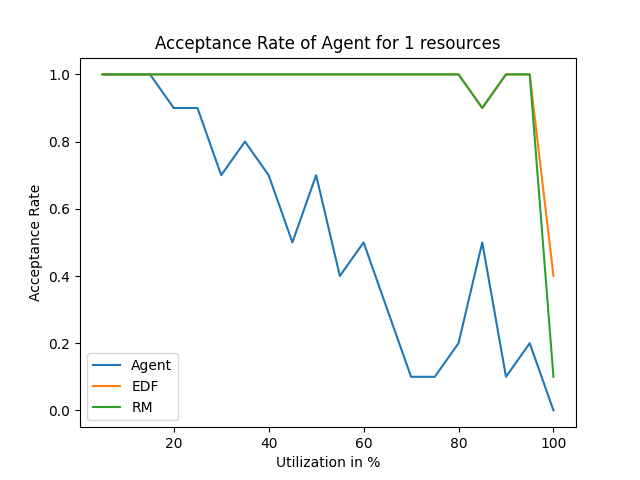 Acceptance Rate of Agent for 1 resources
1.0
0.8
0.6
0.4
0.2
0.0
Acceptance Rate
Agent
EDF
RM
20 40 60 80 100
Utilization in %